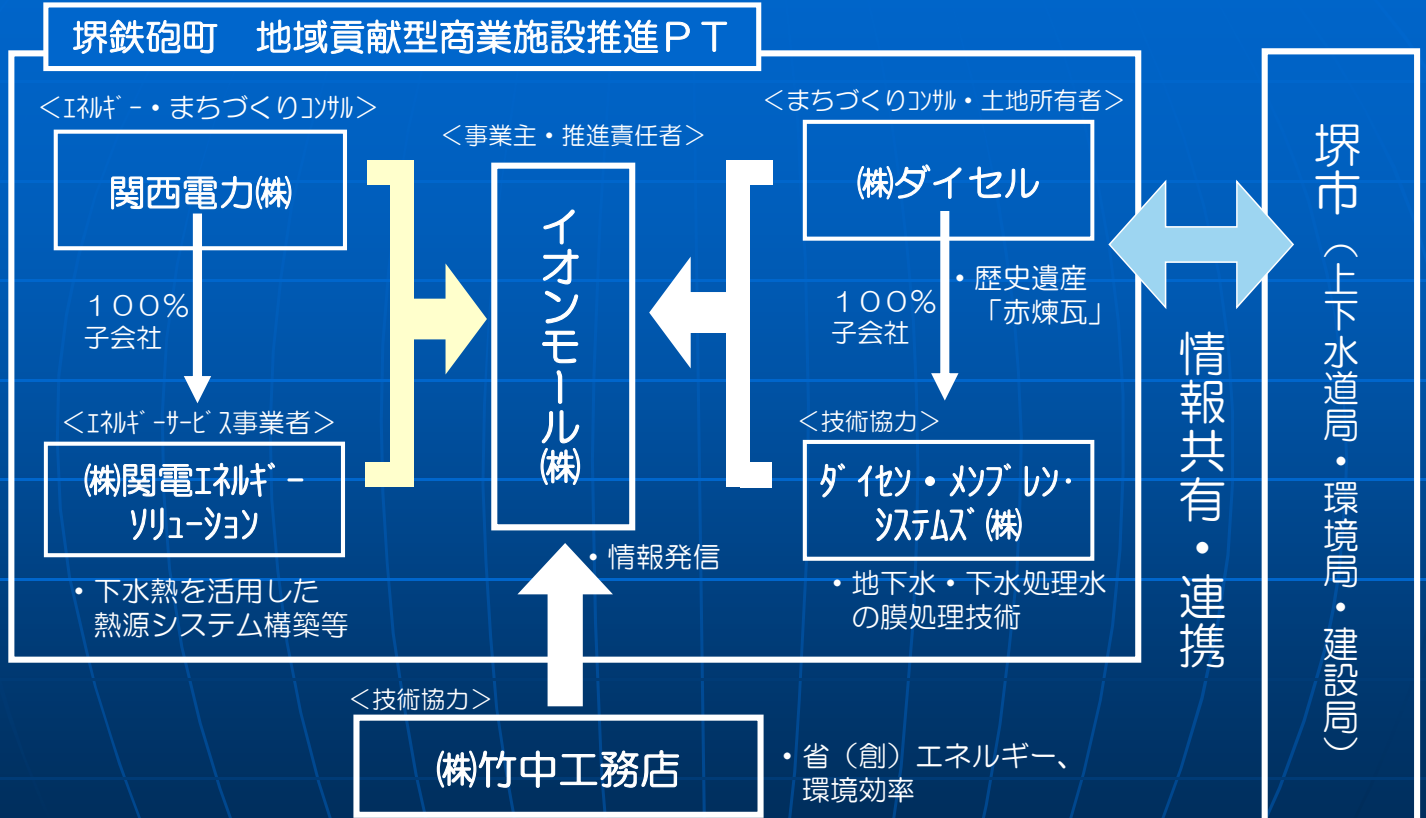 堺鉄砲町　地域貢献型商業施設推進ＰＴ
＜ｴﾈﾙｷﾞｰ・まちづくりｺﾝｻﾙ＞
関西電力㈱
１００％
子会社
＜ｴﾈﾙｷﾞｰｻｰﾋﾞｽ事業者＞
㈱関電ｴﾈﾙｷﾞｰ
ｿﾘｭｰｼｮﾝ
・下水熱を活用した
熱源システム構築等
＜事業主・推進責任者＞
イオンモール㈱
・情報発信
＜まちづくりｺﾝｻﾙ・土地所有者＞
㈱ダイセル
・歴史遺産
「赤煉瓦」
１００％
子会社
＜技術協力＞
ﾀﾞｲｾﾝ・ﾒﾝﾌﾞﾚﾝ･
ｼｽﾃﾑｽﾞ㈱
・地下水・下水処理水
の膜処理技術
＜技術協力＞
㈱竹中工務店
・省（創）エネルギー、
環境効率
情報共有・連携
堺市（上下水道局・環境局・建設局）